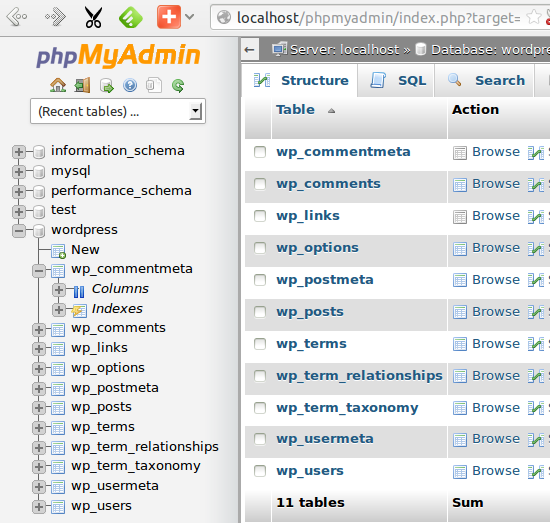 localhost/phpmyadmin/index.php?target=
phpMyAdmin
(Recent tables) ...
information_schema
mysql
performance_schema
test
wordpress
New
wp_commentmeta
Columns
Indexes
wp_comments
wp_links
wp_options
wp_postmeta
wp_posts
wp_terms
wp_term_relationships
wp_term_taxonomy
wp_usermeta
wp_users
Server: localhost » Database: wordpre
Structure SQL Search
Table Action
wp_commentmeta Browse
wp_comments Browse
wp_links Browse
wp_options Browse
wp_postmeta Browse
wp_posts Browse
wp_terms Browse
wp_term_relationships Browse
wp_term_taxonomy Browse
wp_usermeta Browse
wp_users Browse
11 tables Sum